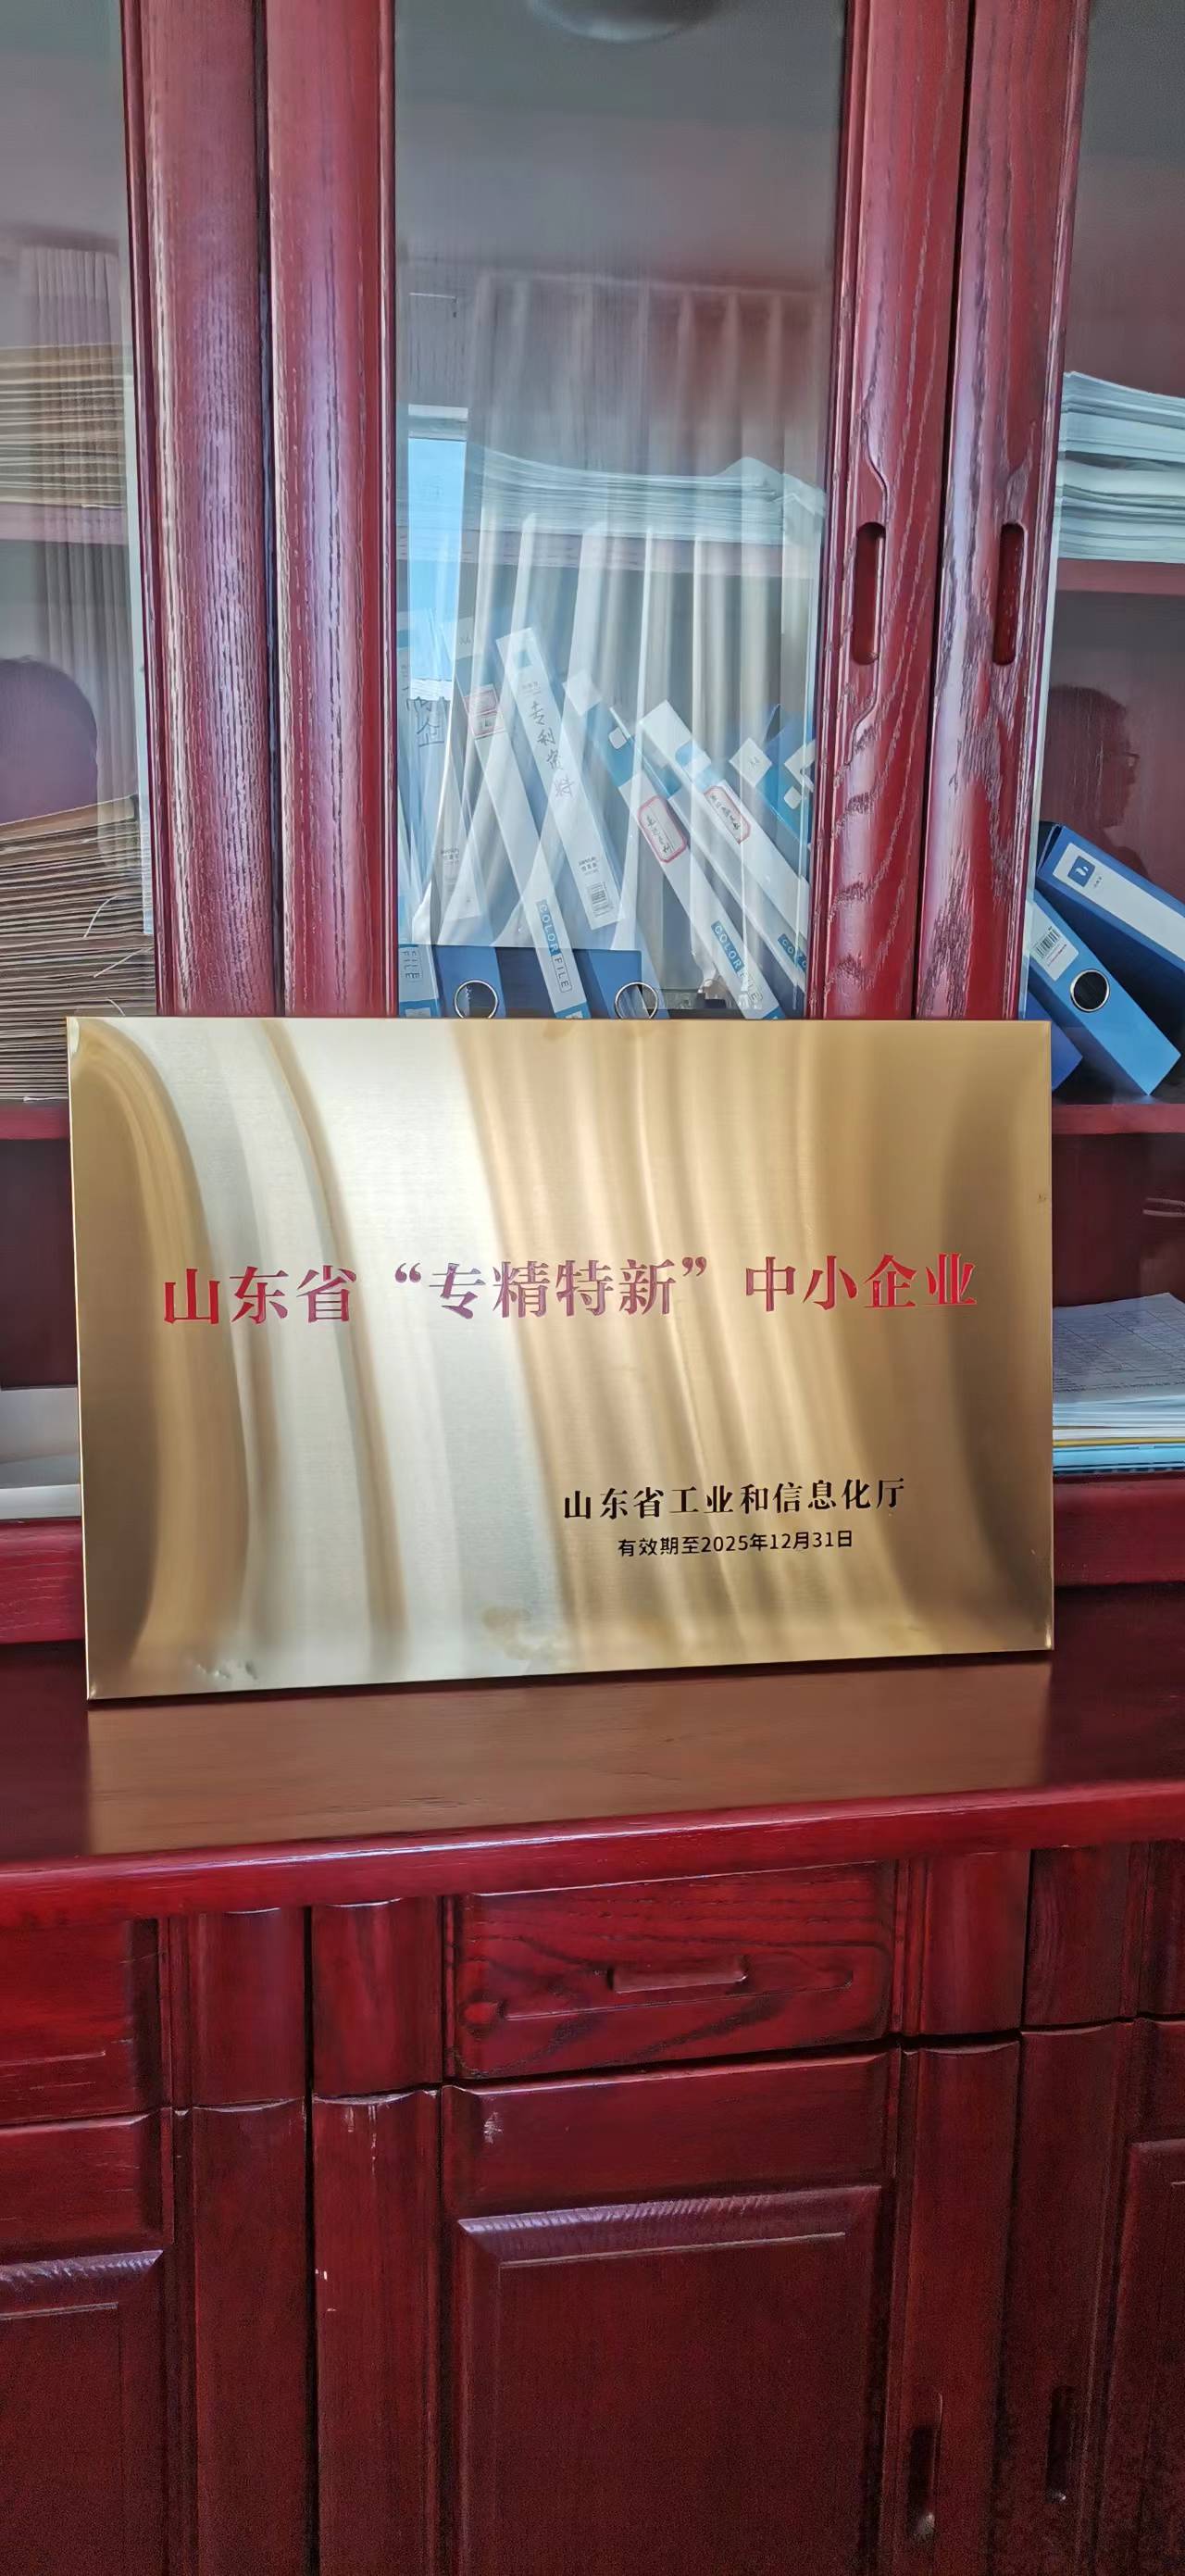 专利资料
COLOR FILE
COLOR FILE
山东省“专精特新”中小企业
山东省工业和信息化厅
有效期至2025年12月31日